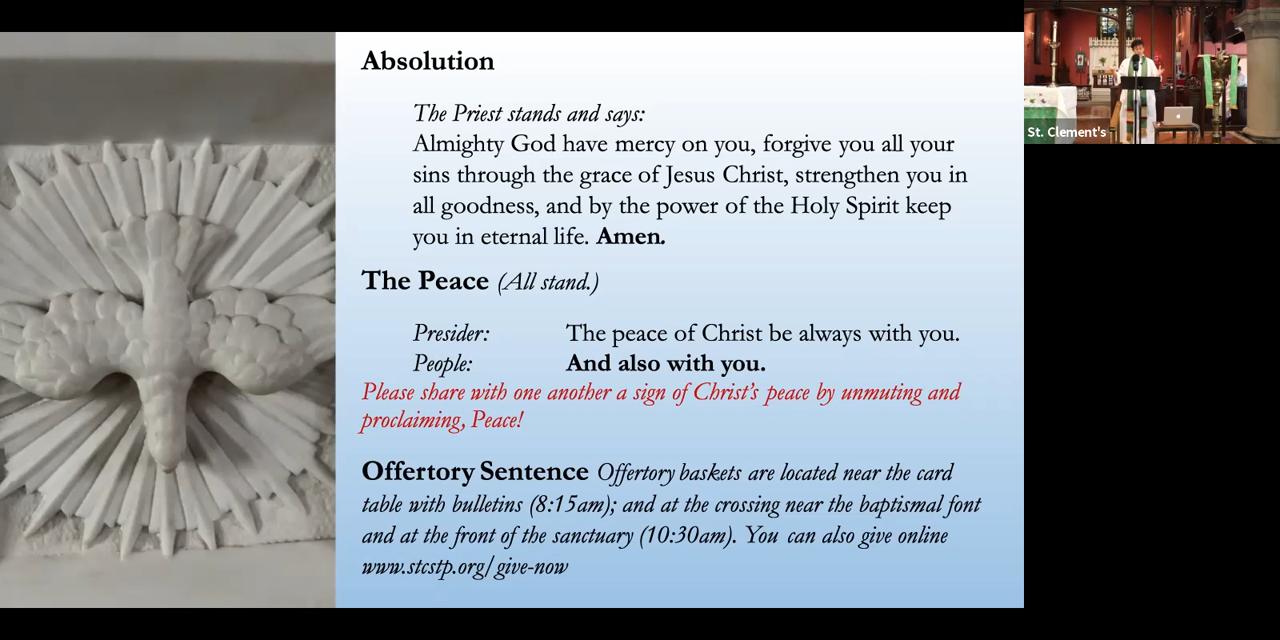 Absolution
The Priest stands and says:
Almighty God have mercy on you, forgive you all your
sins through the grace of Jesus Christ, strengthen you in
all goodness, and by the power of the Holy Spirit keep
you in eternal life. Amen.
The Peace (All stand.)
Presider: The peace of Christ be always with you.
People: And also with you.
Please share with one another a sign of Christ's peace by unmuting and
proclaiming, Peace!
Offertory Sentence Offertory baskets are located near the card
table with bulletins (8:15am); and at the crossing near the baptismal font
and at the front of the sanctuary (10:30am). You can also give online
www.stcstp.org/give-now
St. Clement's